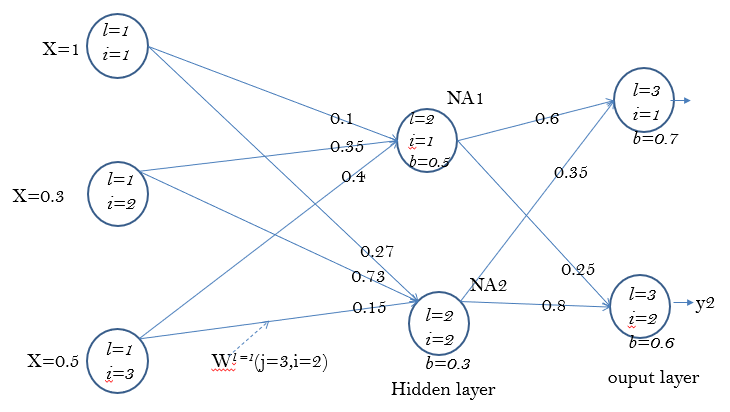 X=1
l=1
i=1
X=0.3
l=1
i=2
X=0.5
l=1
i=3
0.1
0.35
0.4
0.27
0.73
0.15
W^l=1(j=3,i=2)
NA1
l=2
i=1
b=0.5
NA2
l=2
i=2
b=0.3
Hidden layer
0.6
0.35
0.25
0.8
l=3
i=1
b=0.7
l=3
i=2
b=0.6
y2
ouput layer